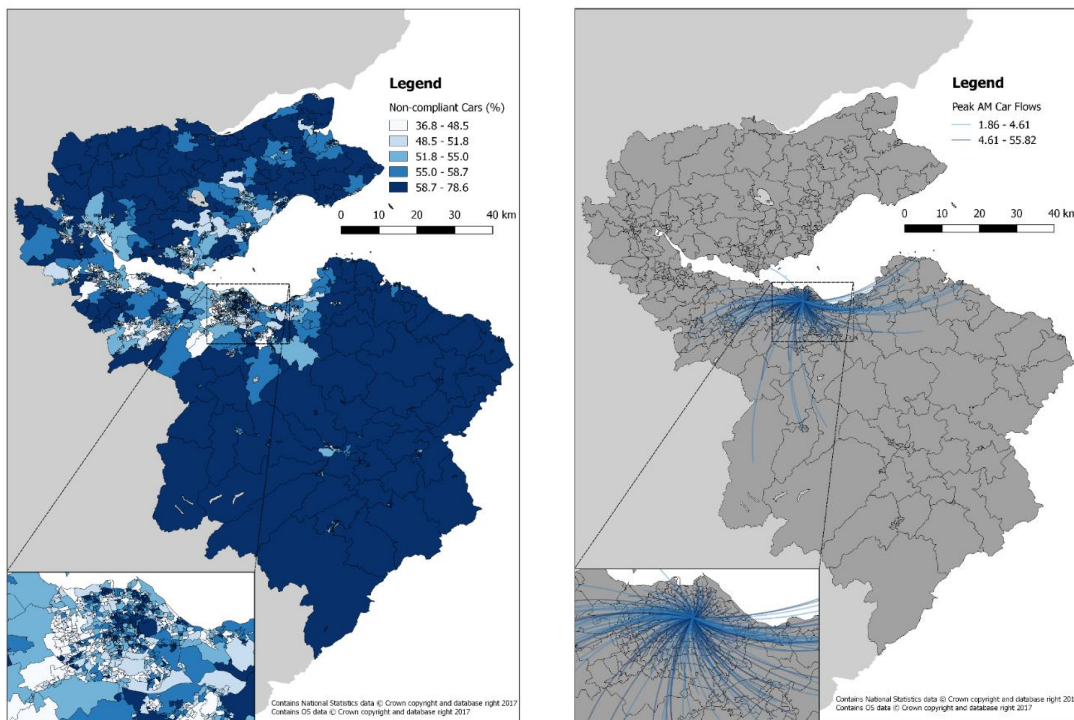 Legend
Non-compliant Cars (%)
36.8 - 48.5
48.5 - 51.8
51.8 - 55.0
55.0 - 58.7
58.7 - 78.6
0 10 20 30 40 km
Contains National Statistics data © Crown copyright and database right 2017
Contains OS data © Crown copyright and database right 2017
Legend
Peak AM Car Flows
1.86 - 4.61
4.61 - 55.82
0 10 20 30 40 km
Contains National Statistics data © Crown copyright and database right 201
Contains OS data © Crown copyright and database right 2017